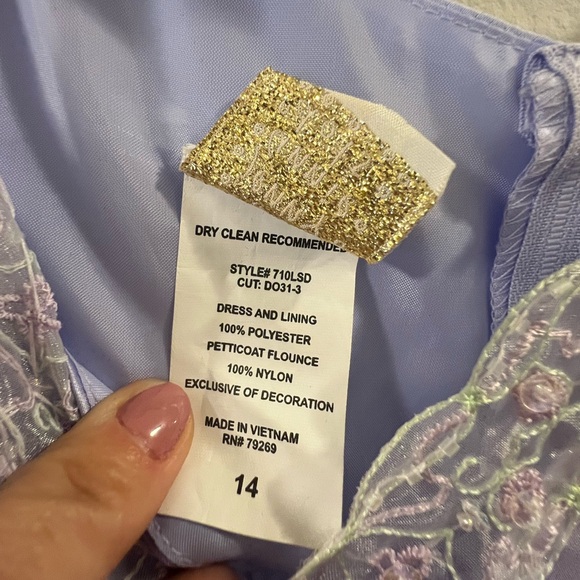 DRY CLEAN RECOMMENDED
STYLE# 710LSD
CUT: DO31-3
DRESS AND LINING
100% POLYESTER
PETTICOAT FLOUNCE
100% NYLON
EXCLUSIVE OF DECORATION
MADE IN VIETNAM
RN# 79269
14